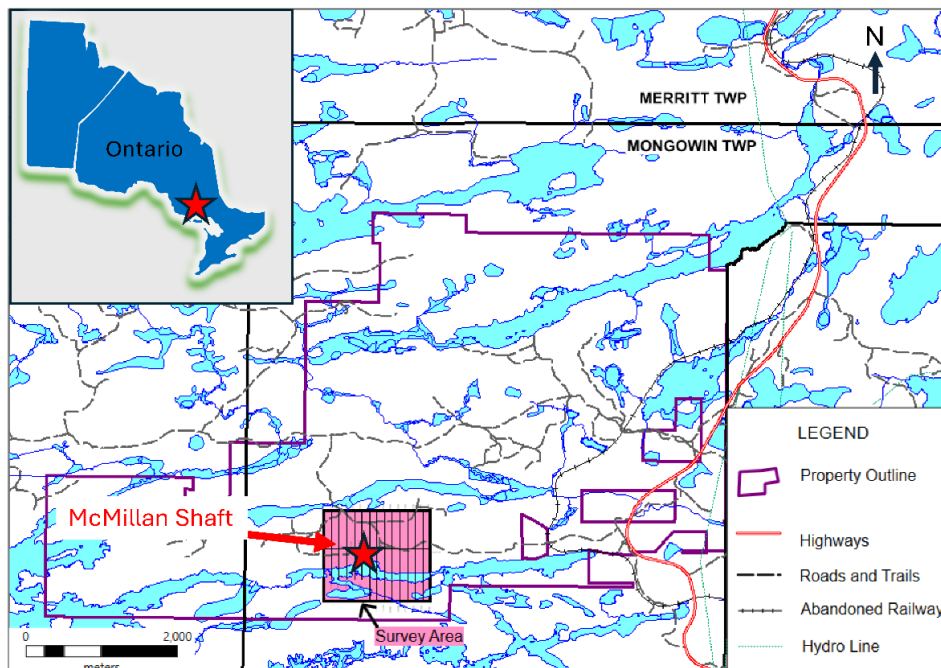 Ontario
N
MERRITT TWP
MONGOWIN TWP
LEGEND
Property Outline
Highways
Roads and Trails
Abandoned Railway
Hydro Line
McMillan Shaft
Survey Area
0 2,000
meters